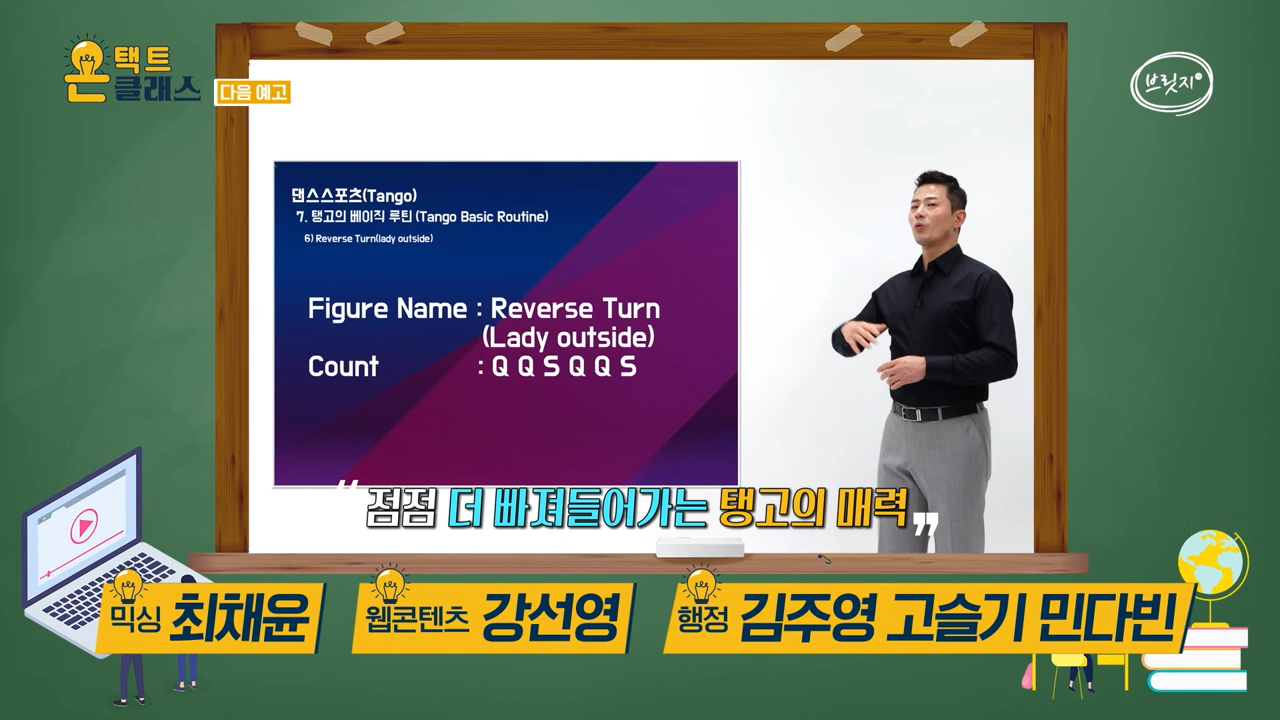 온택트
클래스
다음 예고
브릿지
댄스스포츠(Tango)
7. 탱고의 베이직 루틴 (Tango Basic Routine)
6) Reverse Turn(lady outside)
Figure Name : Reverse Turn
(Lady outside)
Count : Q Q S Q Q S
“점점 더 빠져들어가는 탱고의 매력„
믹싱 최채윤
웹콘텐츠 강선영
행정 김주영 고슬기 민다빈